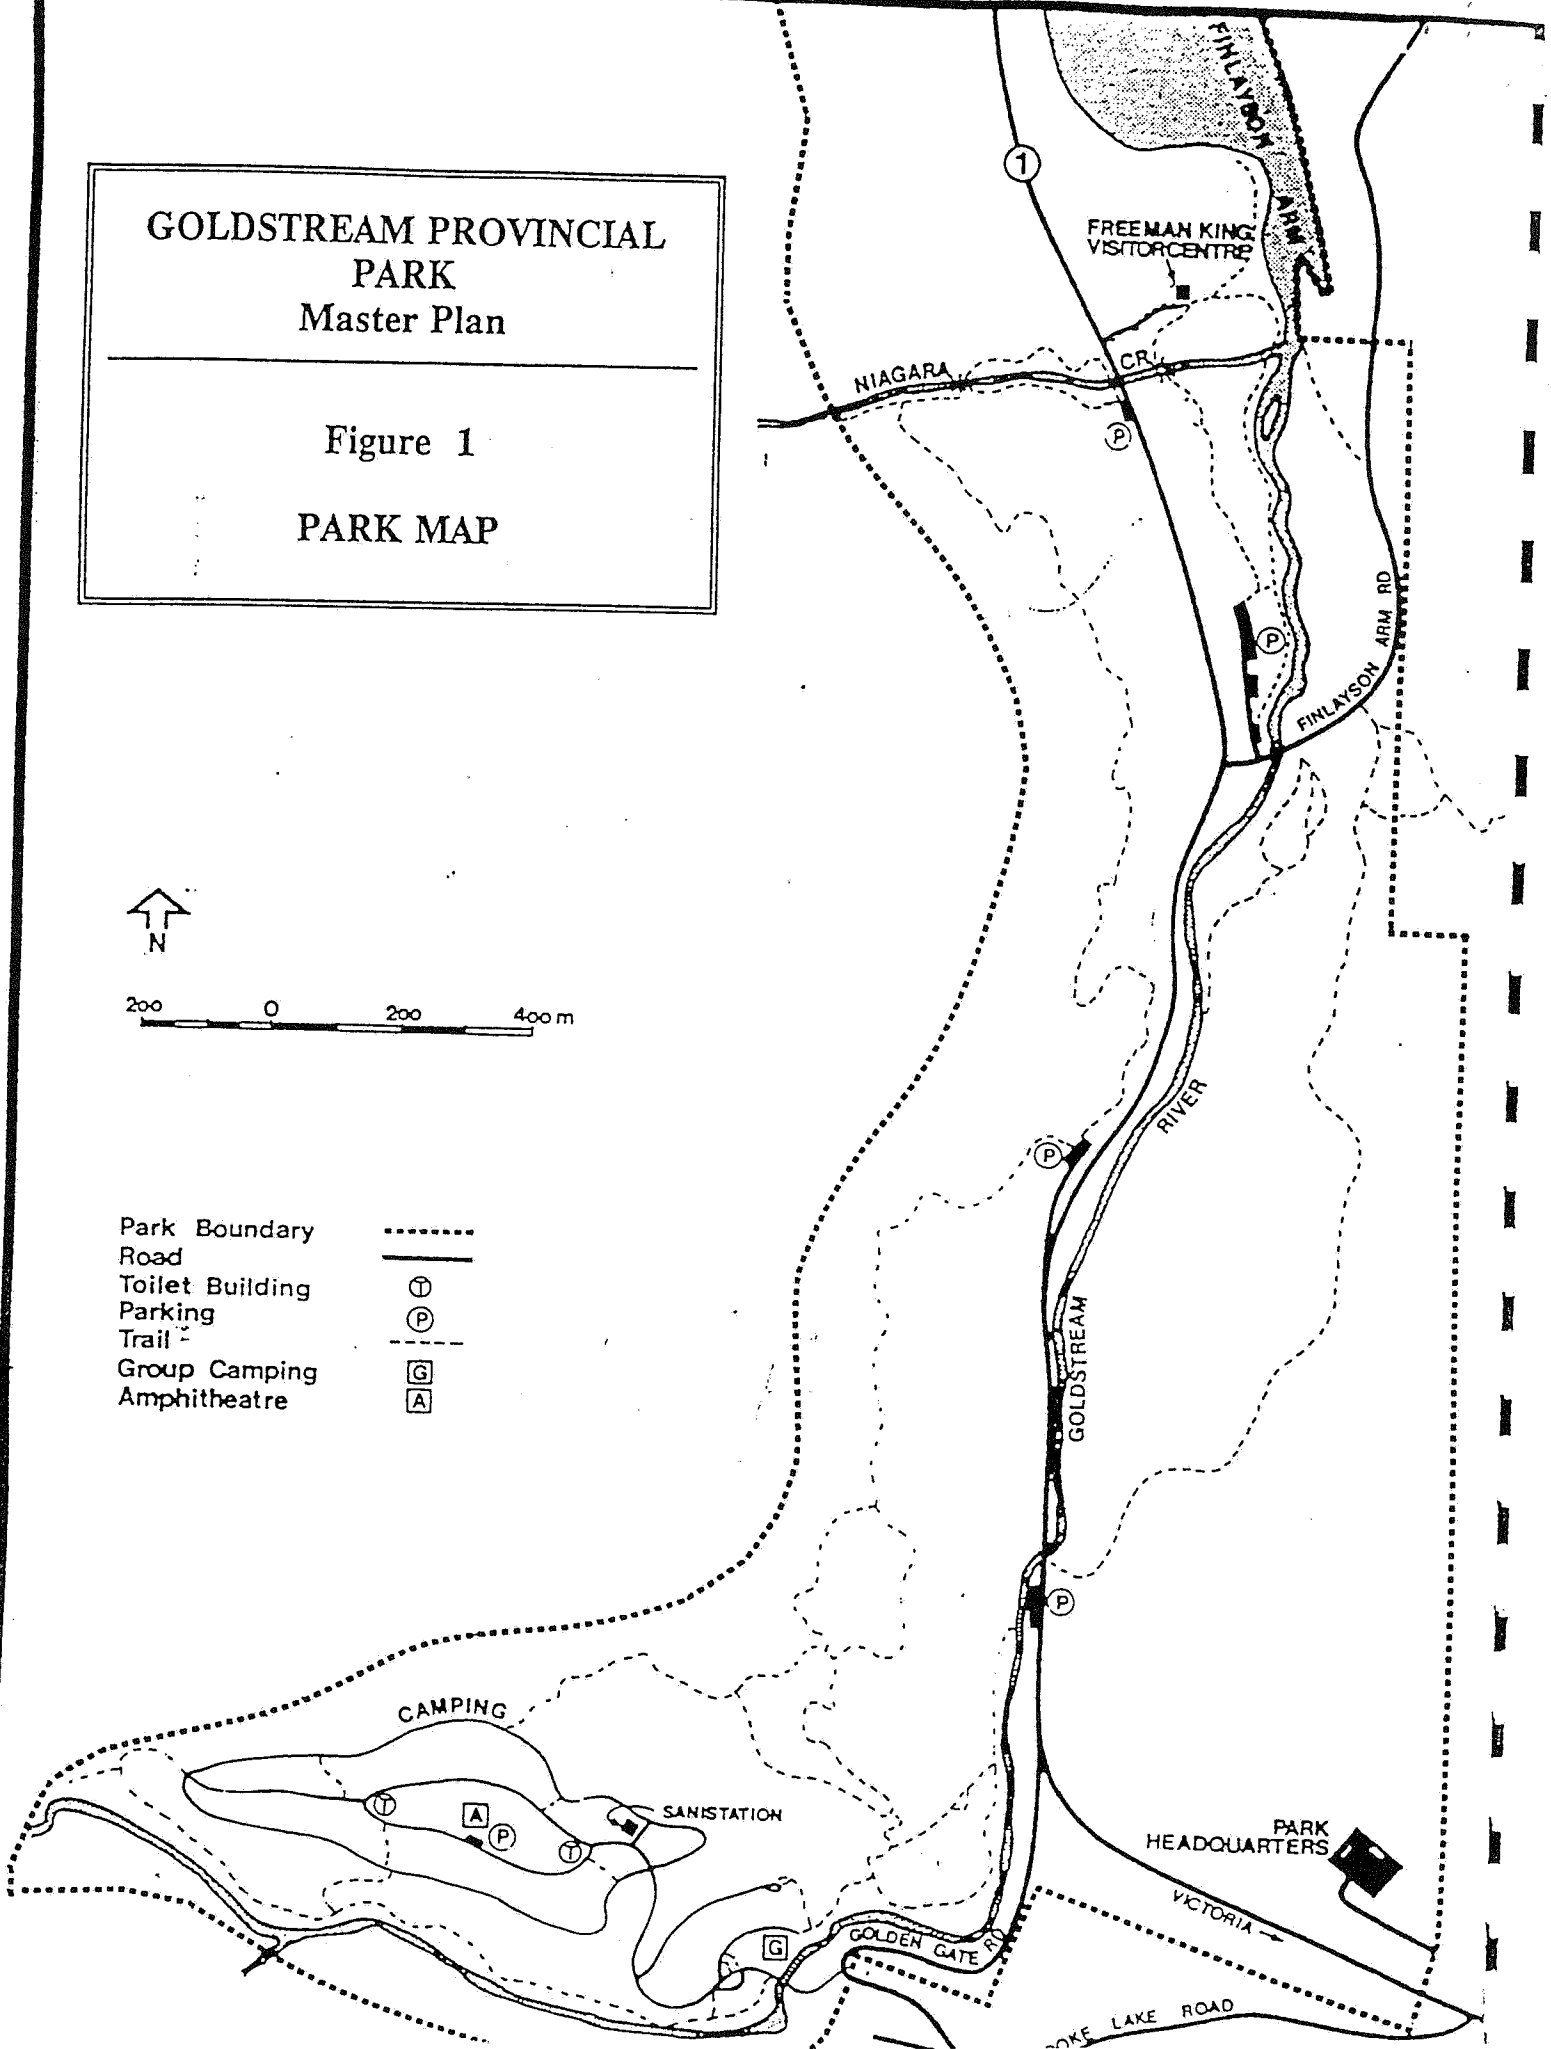 GOLDSTREAM PROVINCIAL
PARK
Master Plan
Figure 1
PARK MAP
FINLAYSON ARM
1
FREEMAN KING
VISITOR CENTRE
NIAGARA CR.
P
P
FINLAYSON ARM RD
N
200 0 200 400 m
RIVER
P
Park Boundary
Road
Toilet Building T
Parking P
Trail
Group Camping G
Amphitheatre A
GOLDSTREAM
P
CAMPING
T
A
P
T
SANISTATION
PARK
HEADQUARTERS
VICTORIA
G
GOLDEN GATE RD
OKE LAKE ROAD